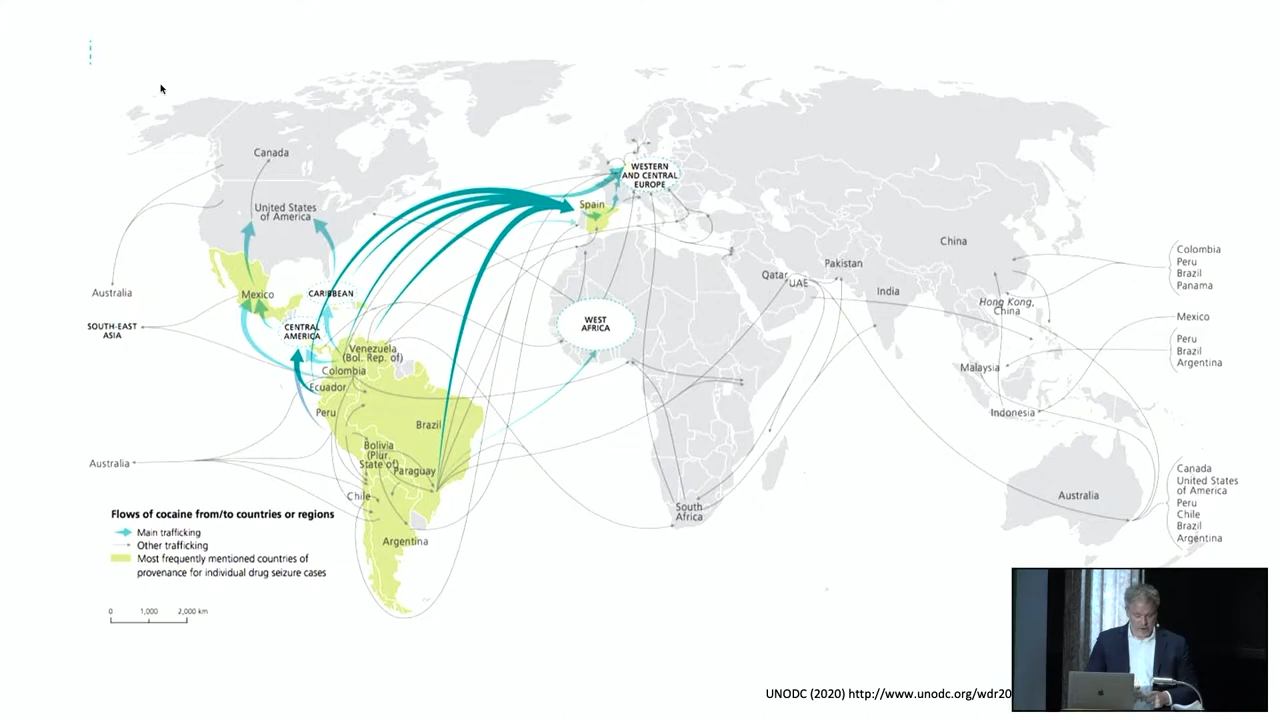 Canada
United States
of America
Mexico
CARIBBEAN
CENTRAL
AMERICA
Australia
SOUTH-EAST
ASIA
Australia
Venezuela
(Bol. Rep. of)
Colombia
Ecuador
Peru
Brazil
Bolivia
(Plur.
State of)
Paraguay
Chile
Argentina
WESTERN
AND CENTRAL
EUROPE
Spain
WEST
AFRICA
South
Africa
Qatar
UAE
Pakistan
India
China
Hong Kong,
China
Malaysia
Indonesia
Australia
Colombia
Peru
Brazil
Panama
Mexico
Peru
Brazil
Argentina
Canada
United States
of America
Peru
Chile
Brazil
Argentina
Flows of cocaine from/to countries or regions
Main trafficking
Other trafficking
Most frequently mentioned countries of
provenance for individual drug seizure cases
0 1,000 2,000 km
UNODC (2020) http://www.unodc.org/wdr20